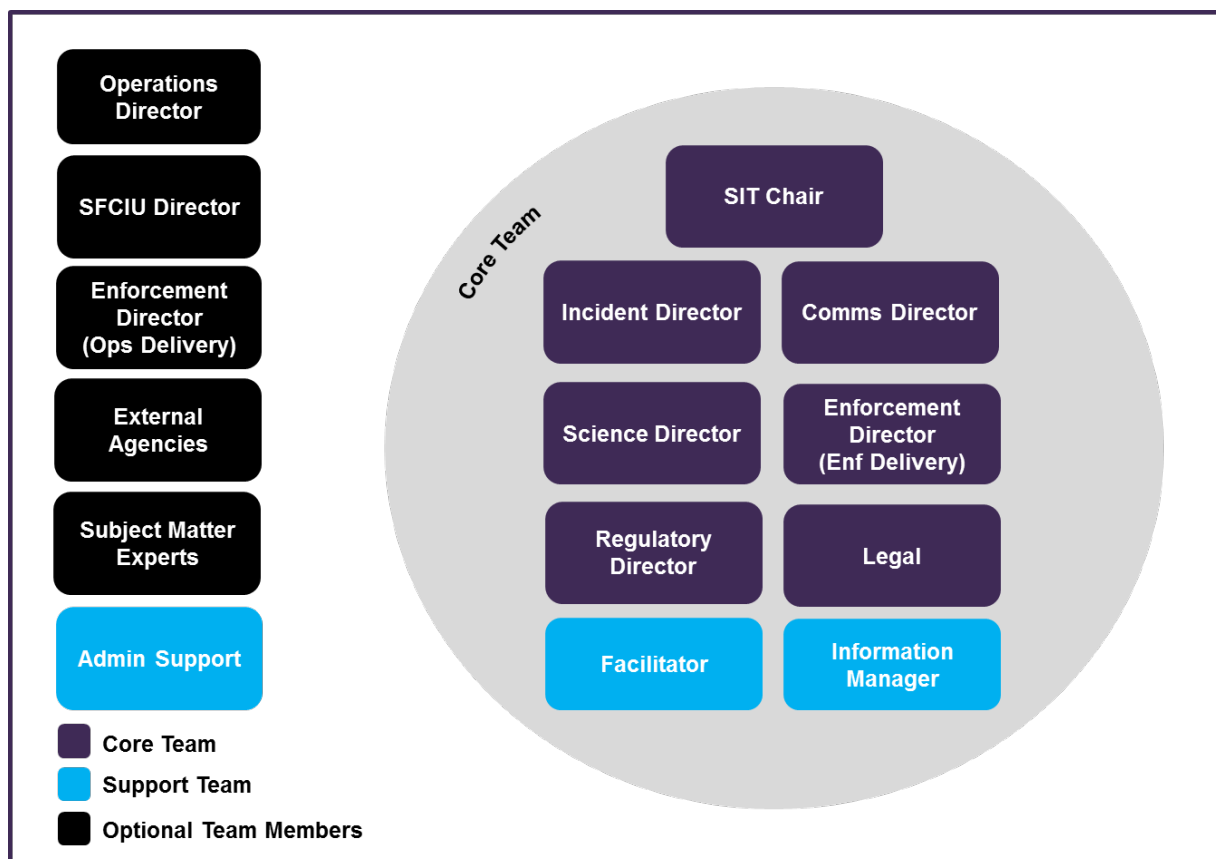 Operations
Director
SFCIU Director
Enforcement
Director
(Ops Delivery)
External
Agencies
Subject Matter
Experts
Admin Support
Core Team
Support Team
Optional Team Members
Core Team
SIT Chair
Incident Director
Comms Director
Science Director
Enforcement
Director
(Enf Delivery)
Regulatory
Director
Legal
Facilitator
Information
Manager